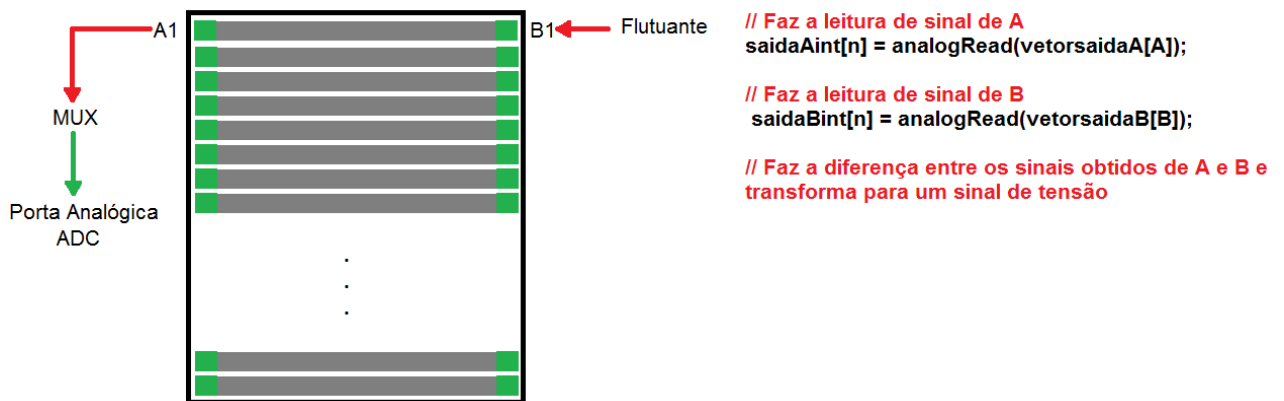 A1
B1
Flutuante
MUX
Porta Analógica
ADC
// Faz a leitura de sinal de A
saidaAint[n] = analogRead(vetorsaidaA[A]);
// Faz a leitura de sinal de B
saidaBint[n] = analogRead(vetorsaidaB[B]);
// Faz a diferença entre os sinais obtidos de A e B e
transforma para um sinal de tensão